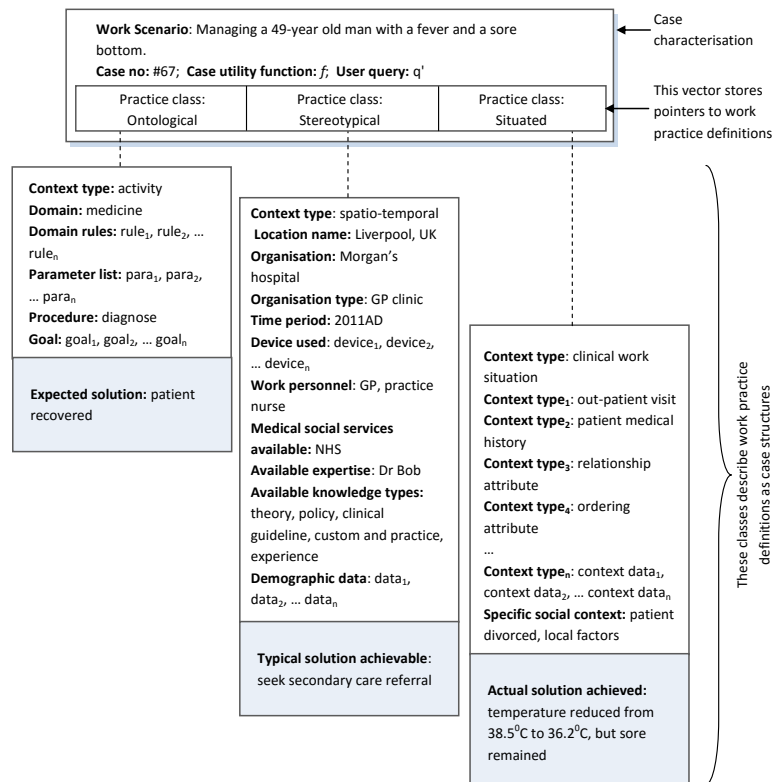 Work Scenario: Managing a 49-year old man with a fever and a sore
bottom.
Case no: #67; Case utility function: f; User query: q'
Practice class:
Ontological
Practice class:
Stereotypical
Practice class:
Situated
Case
characterisation
This vector stores
pointers to work
practice definitions
Context type: activity
Domain: medicine
Domain rules: rule1, rule2, …
rulen
Parameter list: para1, para2,
… paran
Procedure: diagnose
Goal: goal1, goal2, … goaln
Expected solution: patient
recovered
Context type: spatio-temporal
Location name: Liverpool, UK
Organisation: Morgan's
hospital
Organisation type: GP clinic
Time period: 2011AD
Device used: device1, device2,
… devicen
Work personnel: GP, practice
nurse
Medical social services
available: NHS
Available expertise: Dr Bob
Available knowledge types:
theory, policy, clinical
guideline, custom and practice,
experience
Demographic data: data1,
data2, … datan
Typical solution achievable:
seek secondary care referral
Context type: clinical work
situation
Context type1: out-patient visit
Context type2: patient medical
history
Context type3: relationship
attribute
Context type4: ordering
attribute
…
Context typen: context data1,
context data2, … context datan
Specific social context: patient
divorced, local factors
Actual solution achieved:
temperature reduced from
38.5⁰C to 36.2⁰C, but sore
remained
These classes describe work practice
definitions as case structures